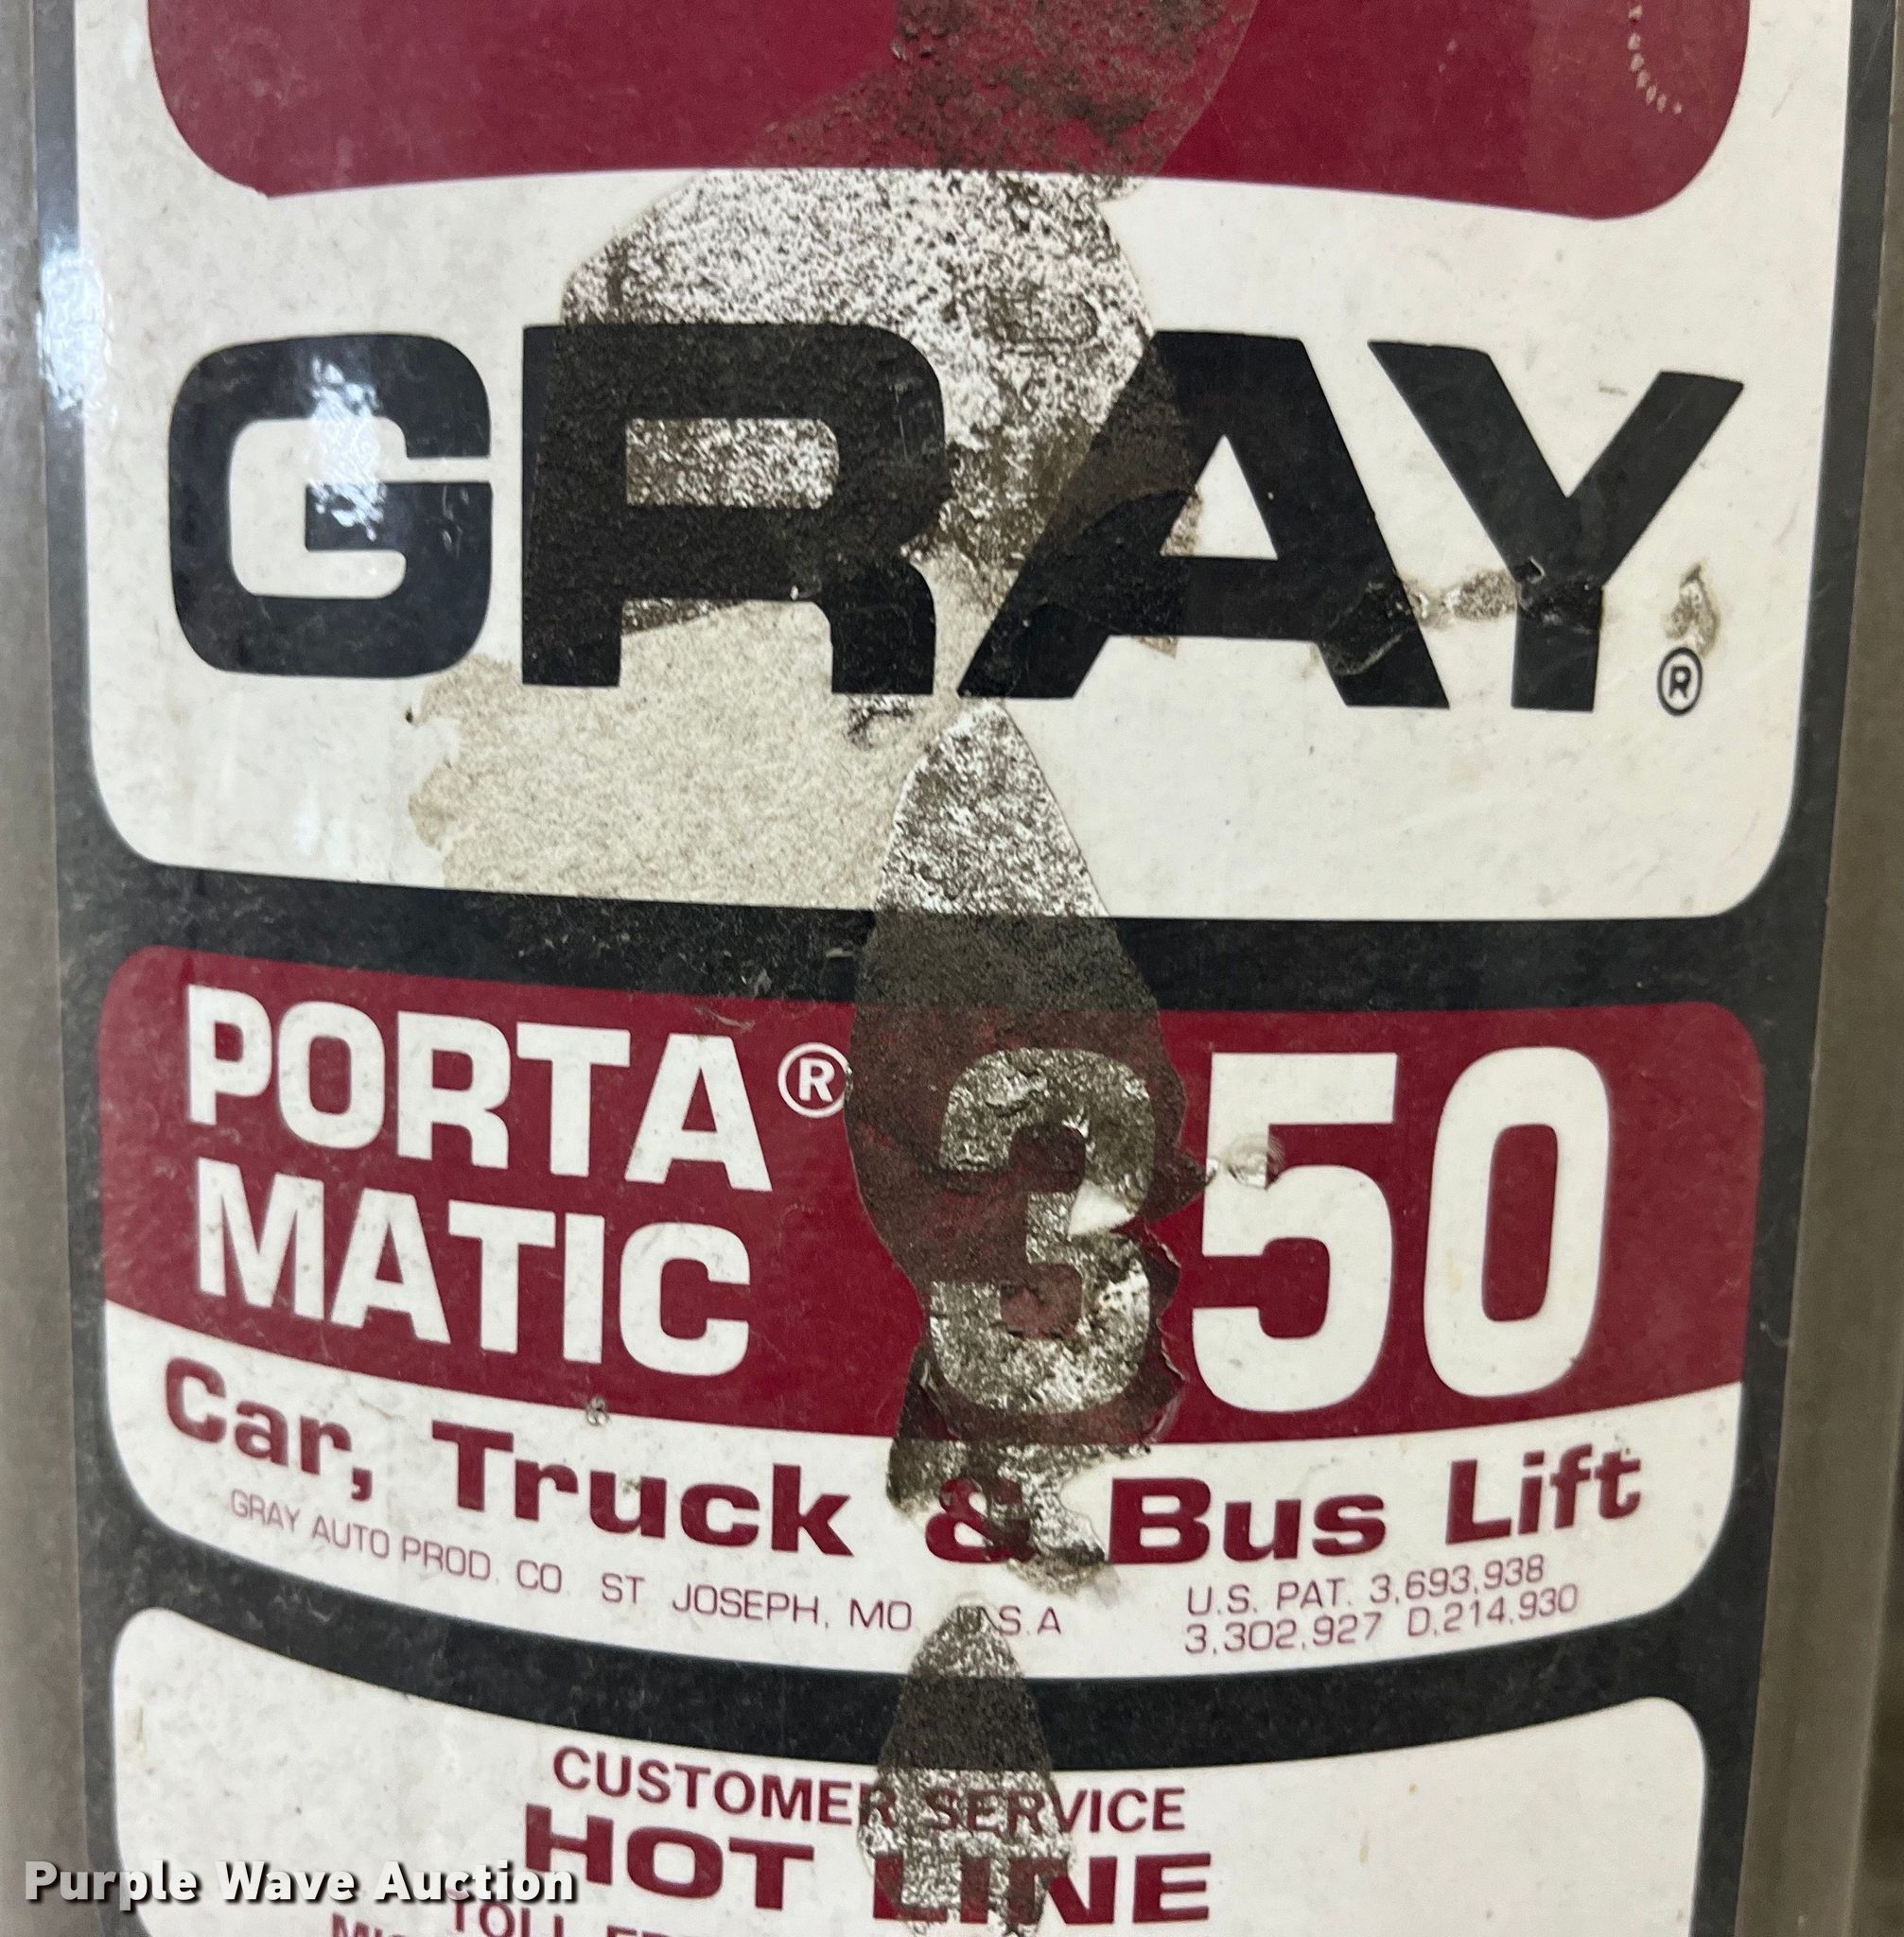 GRAY®
PORTA®
MATIC
350
Car, Truck & Bus Lift
GRAY AUTO PROD. CO. ST. JOSEPH, MO. U.S.A
U.S. PAT. 3,693,938
3,302,927 D,214,930
CUSTOMER SERVICE
HOT LINE
TOLL
Purple Wave Auction